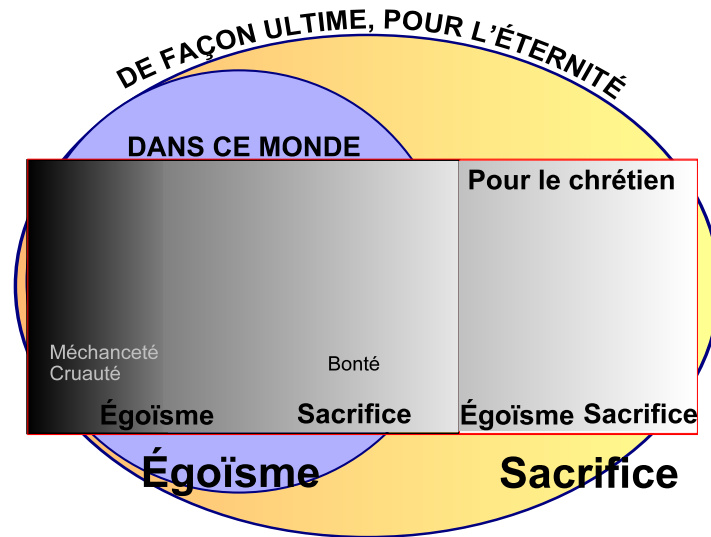 DE FAÇON ULTIME, POUR L'ÉTERNITÉ
DANS CE MONDE
Pour le chrétien
Méchanceté
Cruauté
Bonté
Égoïsme
Sacrifice
Égoïsme
Sacrifice
Égoïsme
Sacrifice